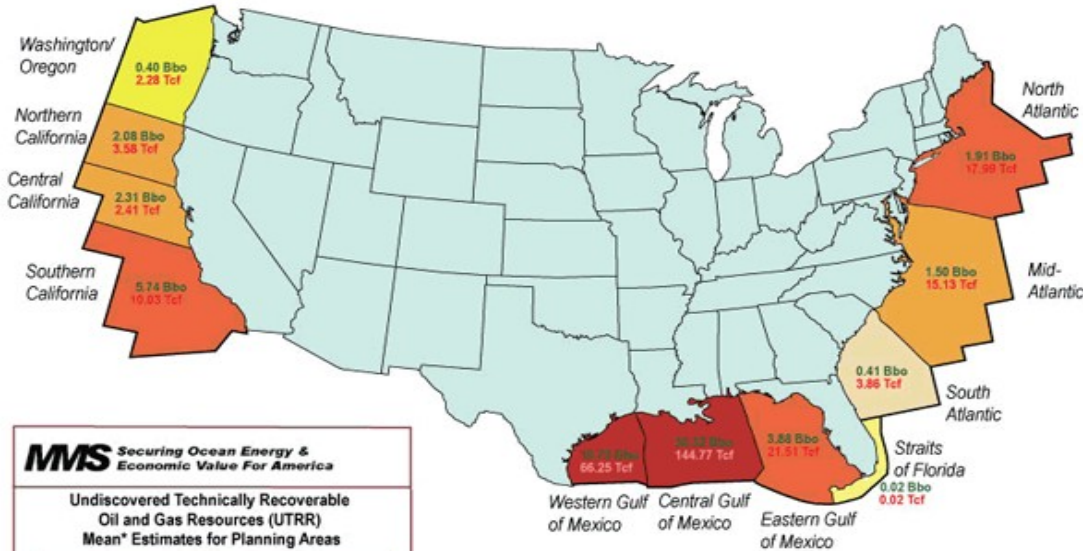 Washington/
Oregon
0.40 Bbo
2.28 Tcf
Northern
California
2.08 Bbo
3.58 Tcf
Central
California
2.31 Bbo
2.41 Tcf
Southern
California
5.74 Bbo
10.03 Tcf
North
Atlantic
1.91 Bbo
17.99 Tcf
Mid-
Atlantic
1.50 Bbo
15.13 Tcf
South
Atlantic
0.41 Bbo
3.86 Tcf
Straits
of Florida
0.02 Bbo
0.02 Tcf
Eastern Gulf
of Mexico
3.88 Bbo
21.51 Tcf
Central Gulf
of Mexico
Bbo
144.77 Tcf
Western Gulf
of Mexico
Bbo
66.25 Tcf
MMS Securing Ocean Energy &
Economic Value For America
Undiscovered Technically Recoverable
Oil and Gas Resources (UTRR)
Mean* Estimates for Planning Areas